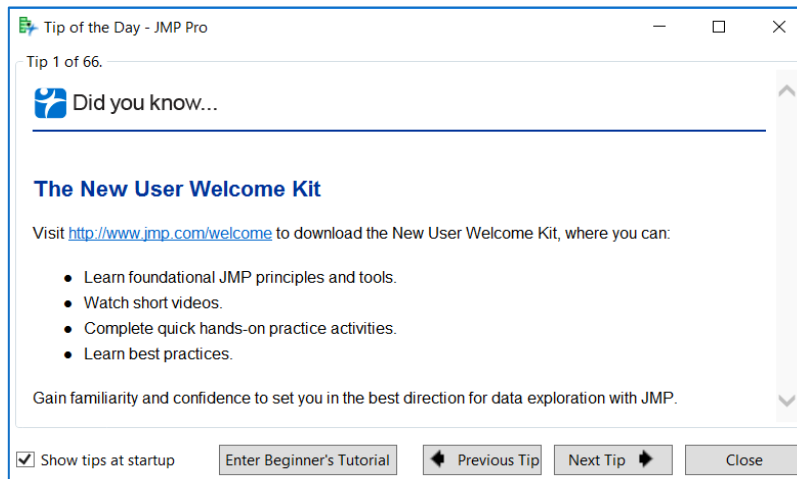 Tip of the Day - JMP Pro
Tip 1 of 66.
Did you know...
The New User Welcome Kit
Visit http://www.jmp.com/welcome to download the New User Welcome Kit, where you can:
● Learn foundational JMP principles and tools.
● Watch short videos.
● Complete quick hands-on practice activities.
● Learn best practices.
Gain familiarity and confidence to set you in the best direction for data exploration with JMP.
Show tips at startup Enter Beginner's Tutorial Previous Tip Next Tip Close